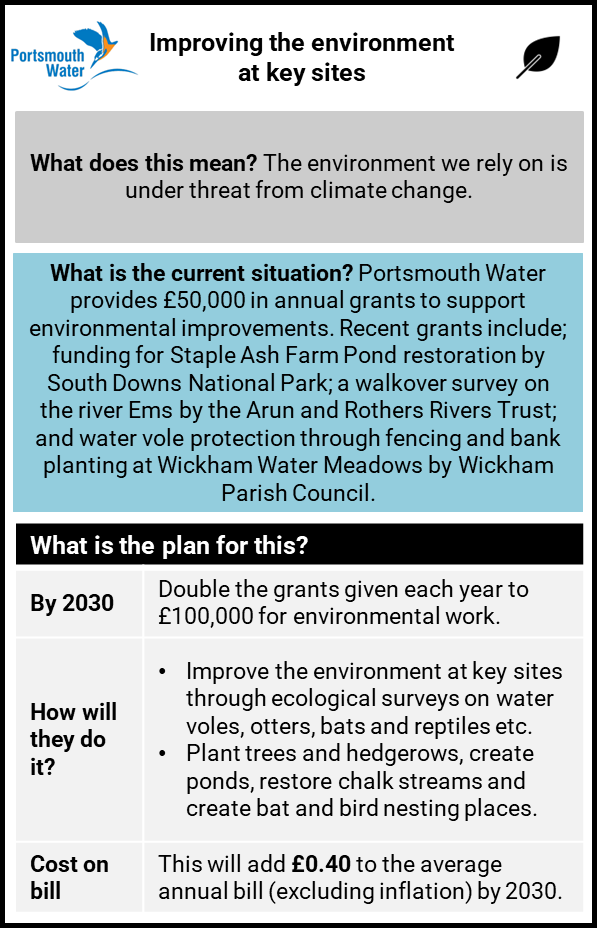 Portsmouth
Water
Improving the environment
at key sites
What does this mean? The environment we rely on is
under threat from climate change.
What is the current situation? Portsmouth Water
provides £50,000 in annual grants to support
environmental improvements. Recent grants include;
funding for Staple Ash Farm Pond restoration by
South Downs National Park; a walkover survey on
the river Ems by the Arun and Rothers Rivers Trust;
and water vole protection through fencing and bank
planting at Wickham Water Meadows by Wickham
Parish Council.
What is the plan for this?
By 2030
Double the grants given each year to
£100,000 for environmental work.
How will
they do
it?
• Improve the environment at key sites
through ecological surveys on water
voles, otters, bats and reptiles etc.
• Plant trees and hedgerows, create
ponds, restore chalk streams and
create bat and bird nesting places.
Cost on
bill
This will add £0.40 to the average
annual bill (excluding inflation) by 2030.